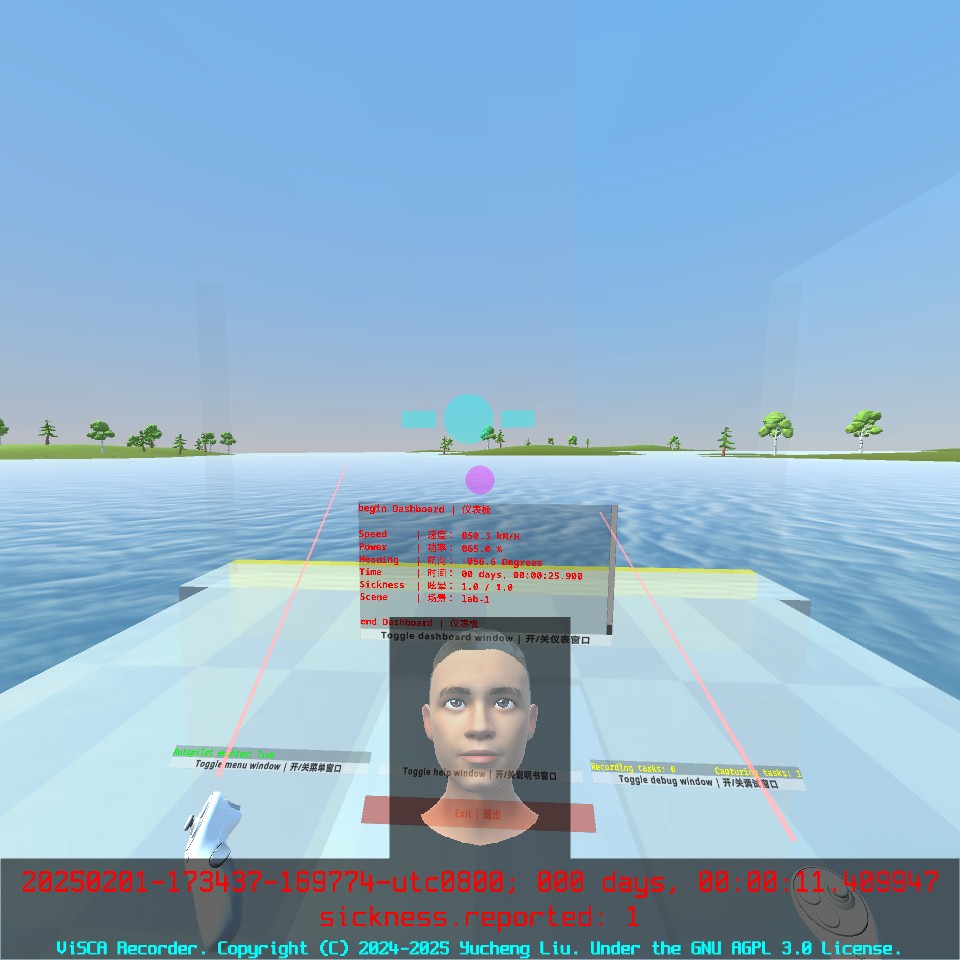 begin Dashboard | 仪表板
Speed | 速度: 050.3 kM/H
Power | 功率: 065.0 %
Heading | 航向: -056.6 Degrees
Time | 时间: 00 days, 00:00:25.900
Sickness | 眩晕: 1.0 / 1.0
Scene | 场景: lab-1
end Dashboard | 仪表板
Toggle dashboard window | 开/关仪表窗口
Toggle menu window | 开/关菜单窗口
Toggle help window | 开/关说明书窗口
Recording tasks: 0 Capturing tasks: 1
Toggle debug window | 开/关调试窗口
Exit | 退出
20250201-173437-169774-utc0800; 000 days, 00:00:11.409947
sickness.reported: 1
ViSCA Recorder. Copyright (C) 2024-2025 Yucheng Liu. Under the GNU AGPL 3.0 License.